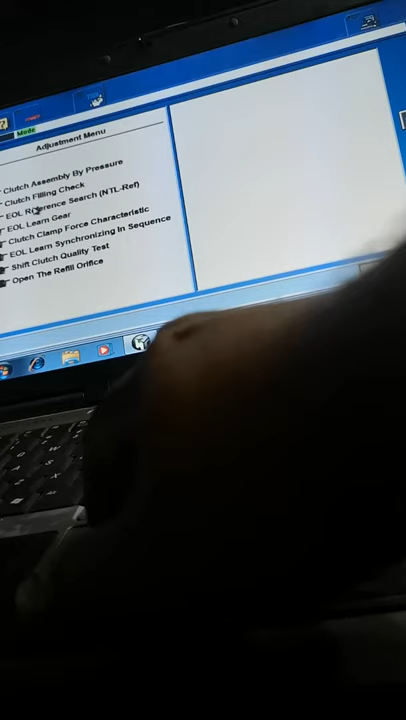 Mode
Adjustment Menu
Clutch Assembly By Pressure
Clutch Filling Check
EOL Reference Search (NTL-Ref)
EOL Learn Gear
Clutch Clamp Force Characteristic
EOL Learn Synchronizing In Sequence
Shift Clutch Quality Test
Open The Refill Orifice